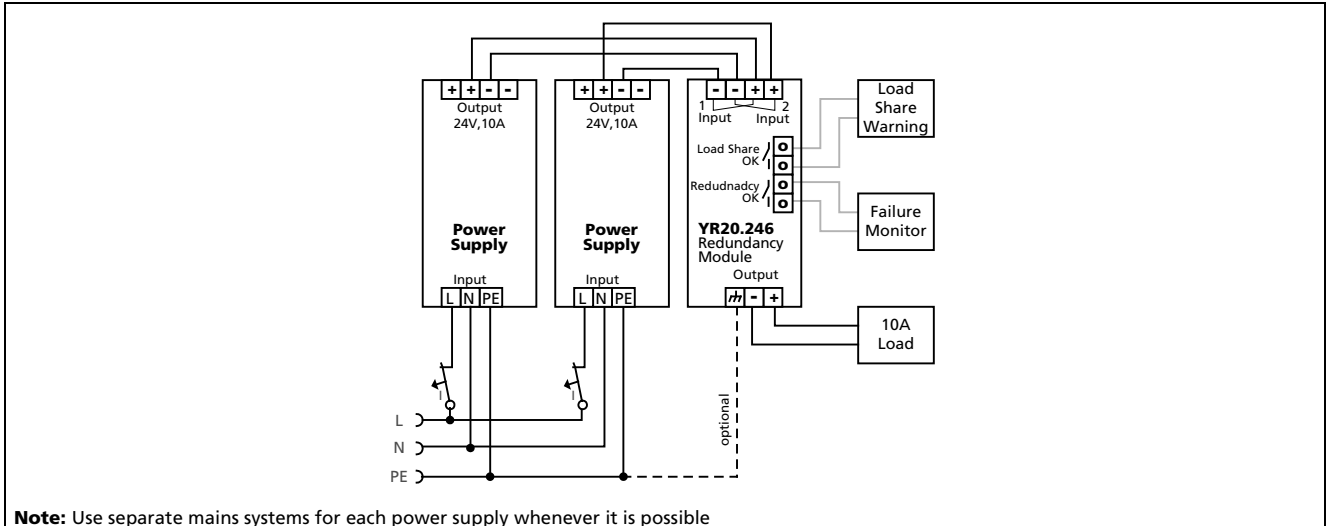 + + - -
Output
24V,10A
Power
Supply
Input
L N PE
+ + - -
Output
24V,10A
Power
Supply
Input
L N PE
- - + +
1 2
Input Input
Load Share
OK
Redudnadcy
OK
YR20.246
Redundancy
Module
Output
- +
Load
Share
Warning
Failure
Monitor
10A
Load
I I
optional
L
N
PE
Note: Use separate mains systems for each power supply whenever it is possible